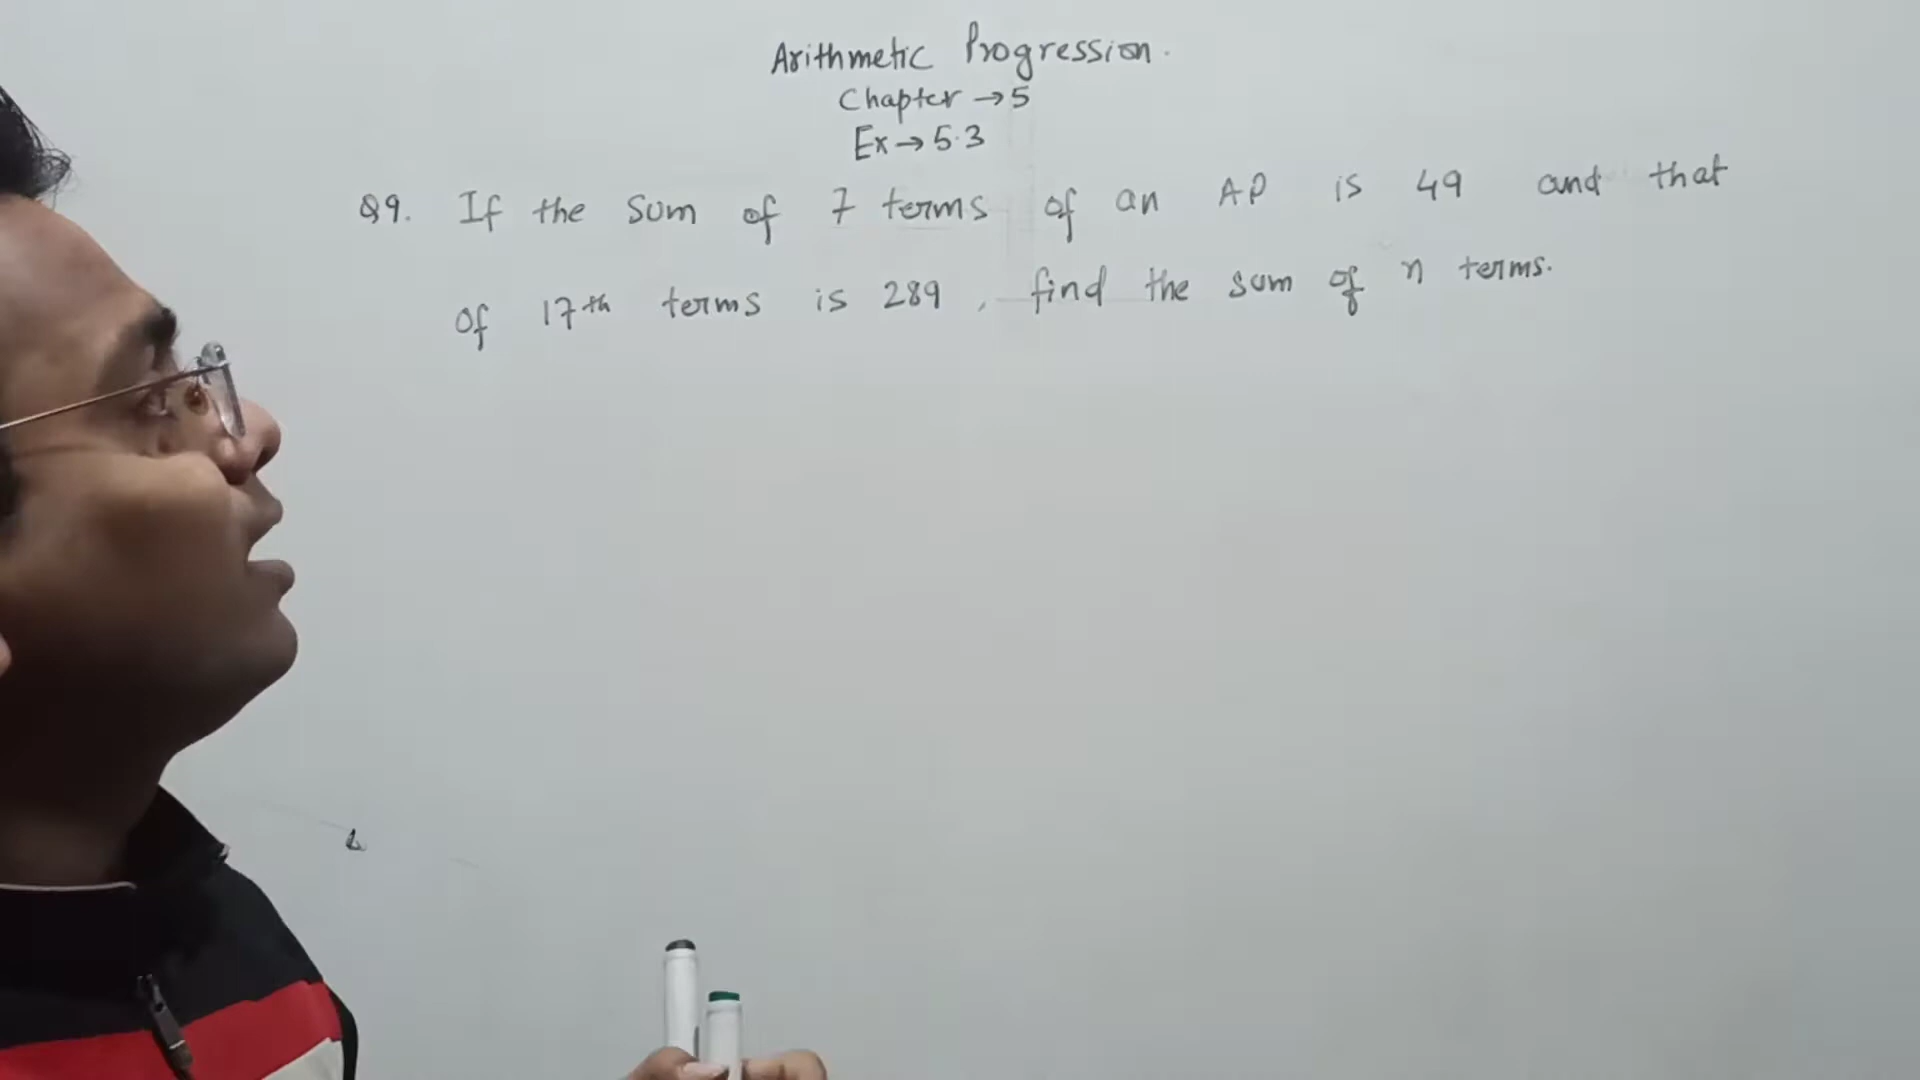 Arithmetic Progression.
Chapter → 5
Ex → 5.3
Q9. If the sum of 7 terms of an AP is 49 and that
of 17th terms is 289, find the sum of n terms.